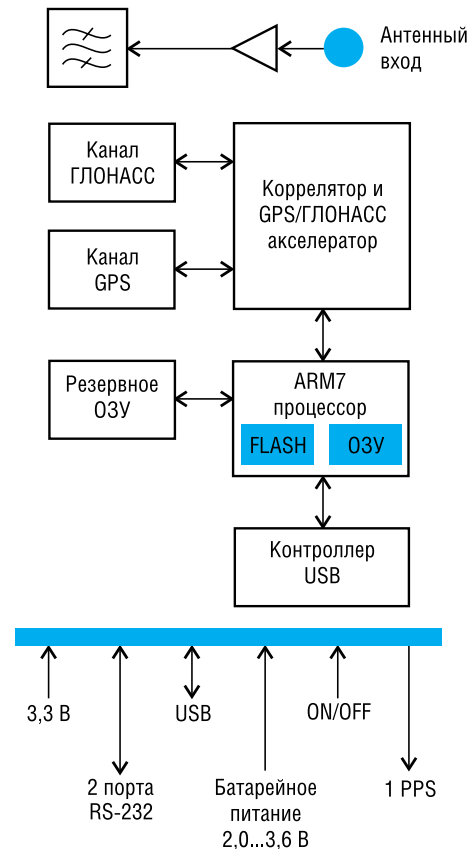 Антенный
вход
Канал
ГЛОНАСС
Коррелятор и
GPS/ГЛОНАСС
акселератор
Канал
GPS
Резервное
ОЗУ
ARM7
процессор
FLASH
ОЗУ
Контроллер
USB
3,3 В
USB
ON/OFF
2 порта
RS-232
Батарейное
питание
2,0...3,6 В
1 PPS